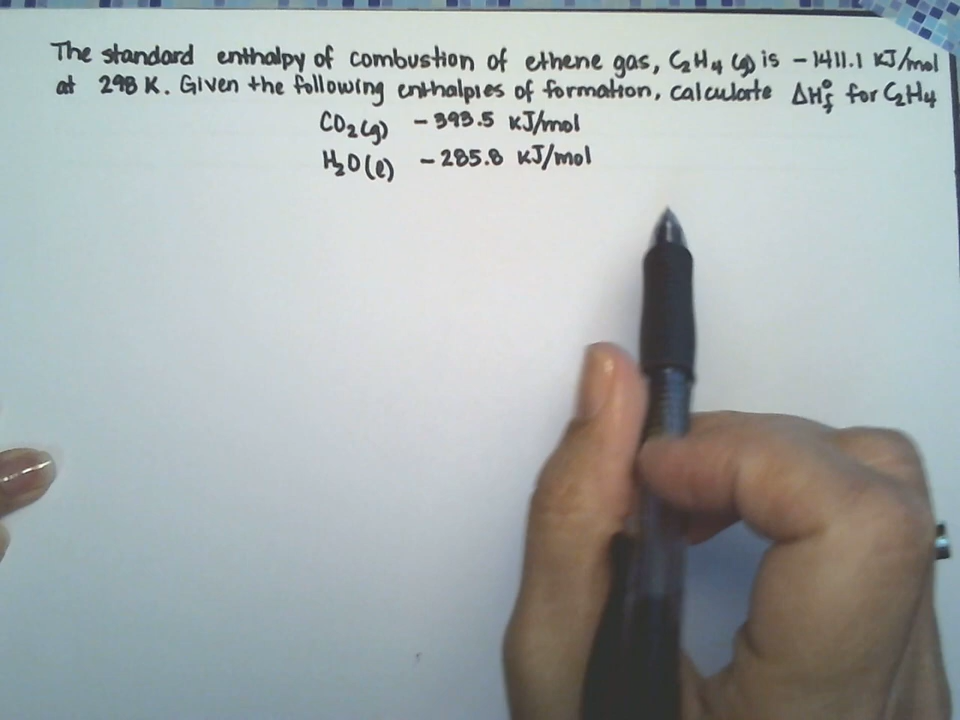 The standard enthalpy of combustion of ethene gas, C₂H₄ (g) is -1411.1 KJ/mol
at 298 K. Given the following enthalpies of formation, calculate ΔH°f for C₂H₄
CO₂(g) -393.5 KJ/mol
H₂O(l) -285.8 KJ/mol